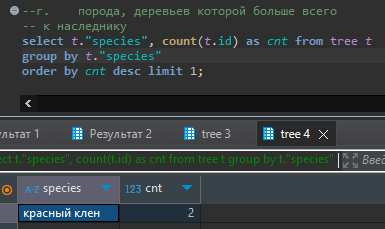 --г. порода, деревьев которой больше всего
-- к наследнику
select t."species", count(t.id) as cnt from tree t
group by t."species"
order by cnt desc limit 1;
ультат 1 Результат 2 tree 3 tree 4
ct t."species", count(t.id) as cnt from tree t group by t."species" Введ
A-Z species 123 cnt
красный клен 2